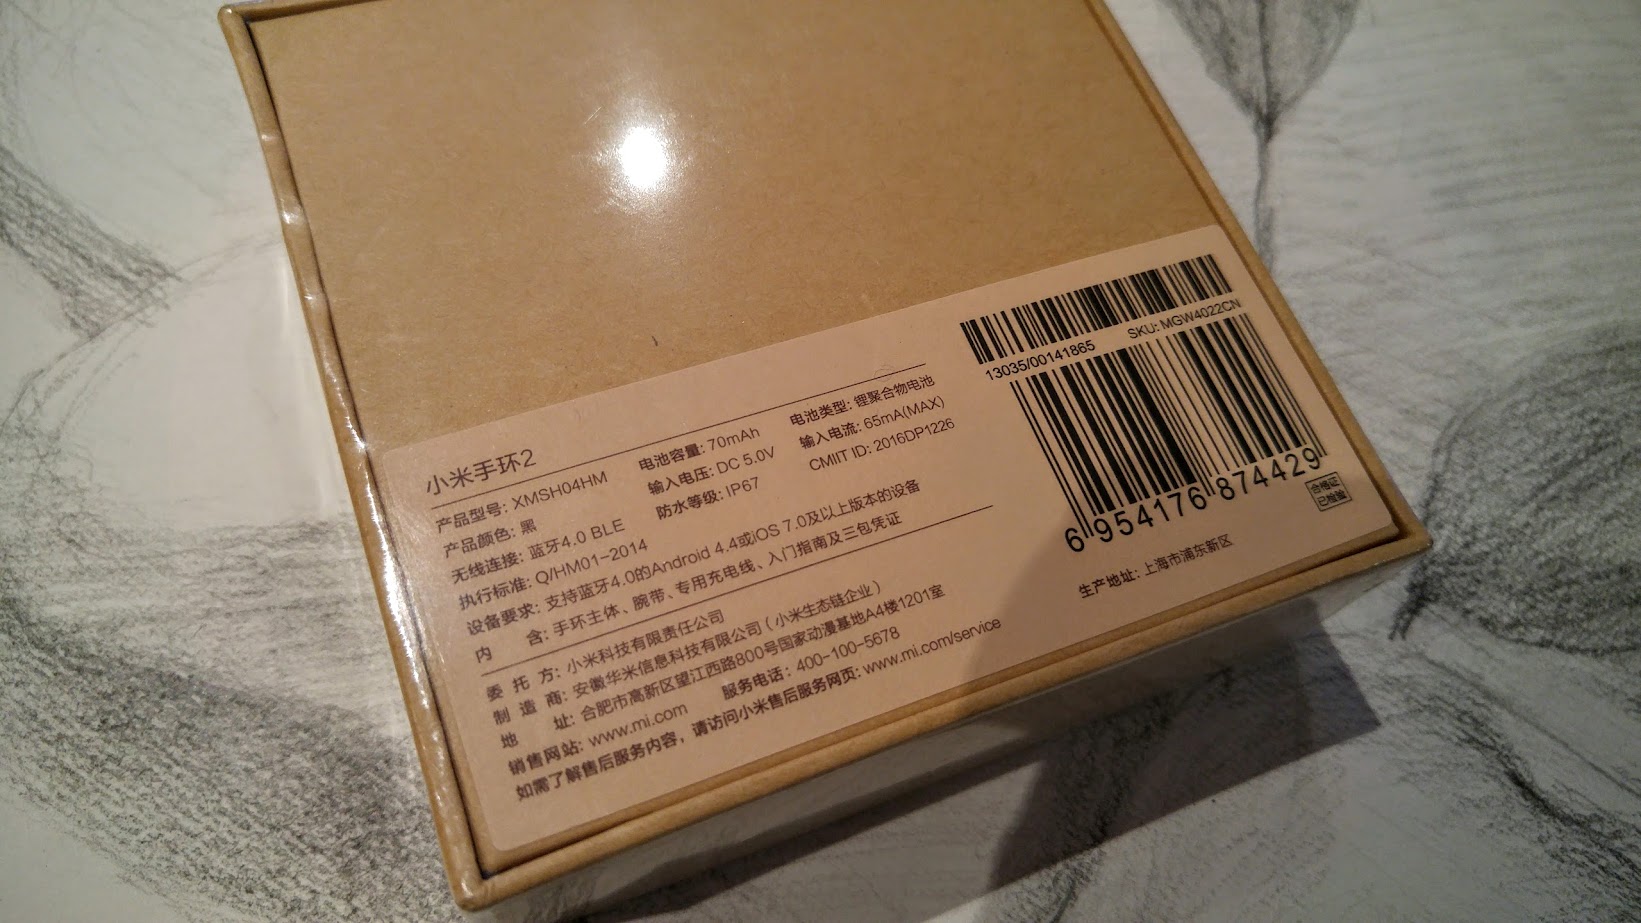 小米手环2
产品型号: XMSH04HM 电池容量: 70mAh 电池类型: 锂聚合物电池
产品颜色: 黑 输入电压: DC 5.0V 输入电流: 65mA(MAX)
无线连接: 蓝牙4.0 BLE 防水等级: IP67 CMIIT ID: 2016DP1226
执行标准: Q/HM01-2014
设备要求: 支持蓝牙4.0的Android 4.4或iOS 7.0及以上版本的设备
内 含: 手环主体、腕带、专用充电线、入门指南及三包凭证
委 托 方: 小米科技有限责任公司
制 造 商: 安徽华米信息科技有限公司（小米生态链企业）
地 址: 合肥市高新区望江西路800号国家动漫基地A4楼1201室
销售网站: www.mi.com 服务电话: 400-100-5678
如需了解售后服务内容，请访问小米售后服务网页: www.mi.com/service
13035/00141865 SKU: MGW4022CN
6 954176 874429
合格证
已检验
生产地址: 上海市浦东新区